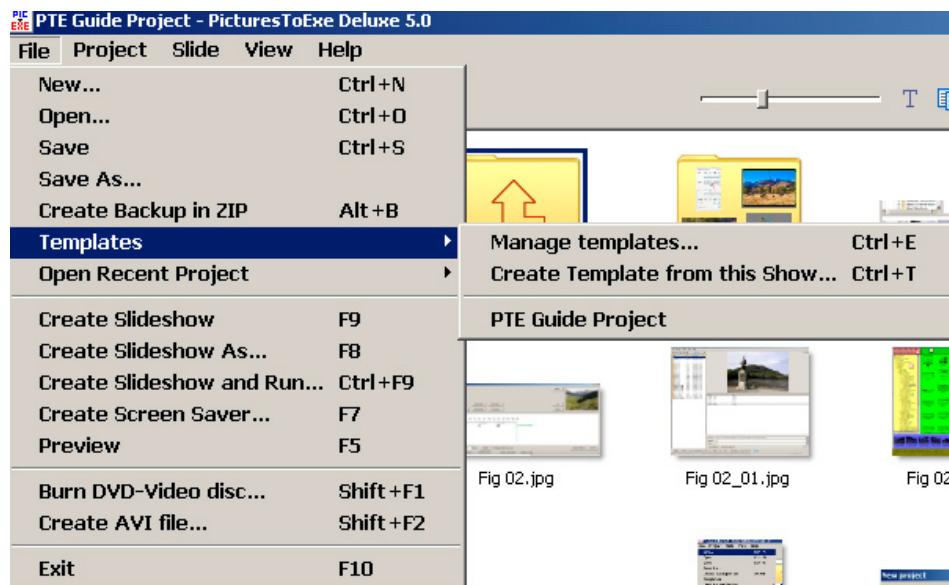 PIC
EXE
PTE Guide Project - PicturesToExe Deluxe 5.0
File Project Slide View Help
New... Ctrl+N
Open... Ctrl+O
Save Ctrl+S
Save As...
Create Backup in ZIP Alt+B
Templates
Open Recent Project
Create Slideshow F9
Create Slideshow As... F8
Create Slideshow and Run... Ctrl+F9
Create Screen Saver... F7
Preview F5
Burn DVD-Video disc... Shift+F1
Create AVI file... Shift+F2
Exit F10
Manage templates... Ctrl+E
Create Template from this Show... Ctrl+T
PTE Guide Project
T
Fig 02.jpg Fig 02_01.jpg Fig 02
New project